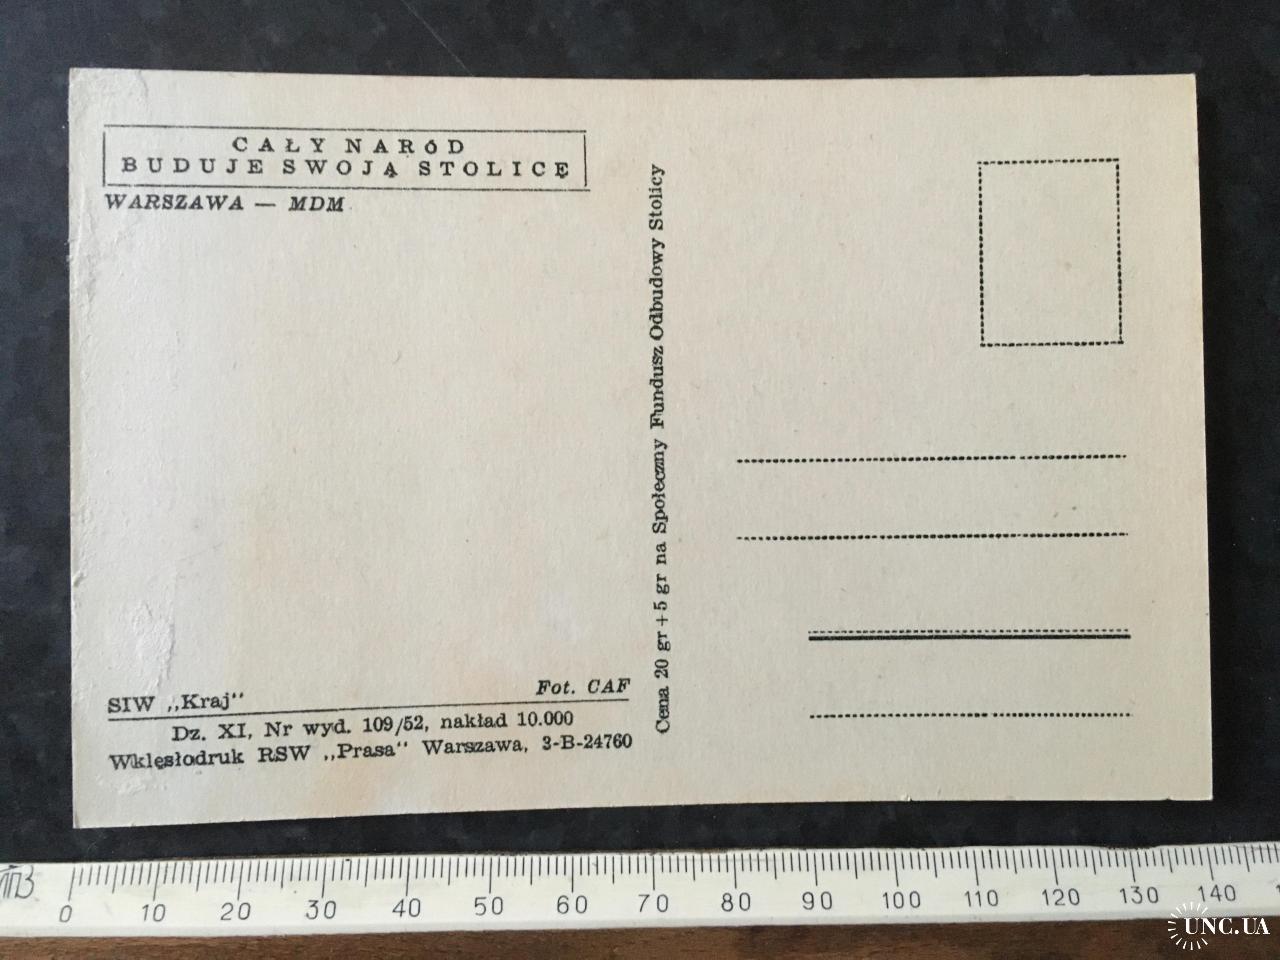 CAŁY NARÓD
BUDUJE SWOJĄ STOLICĘ
WARSZAWA — MDM
Cena 20 gr + 5 gr na Społeczny Fundusz Odbudowy Stolicy
SIW „Kraj"
Fot. CAF
Dz. XI, Nr wyd. 109/52, nakład 10.000
Wklęsłodruk RSW „Prasa" Warszawa, 3-B-24760
0 10 20 30 40 50 60 70 80 90 100 110 120 130 140
UNC.UA